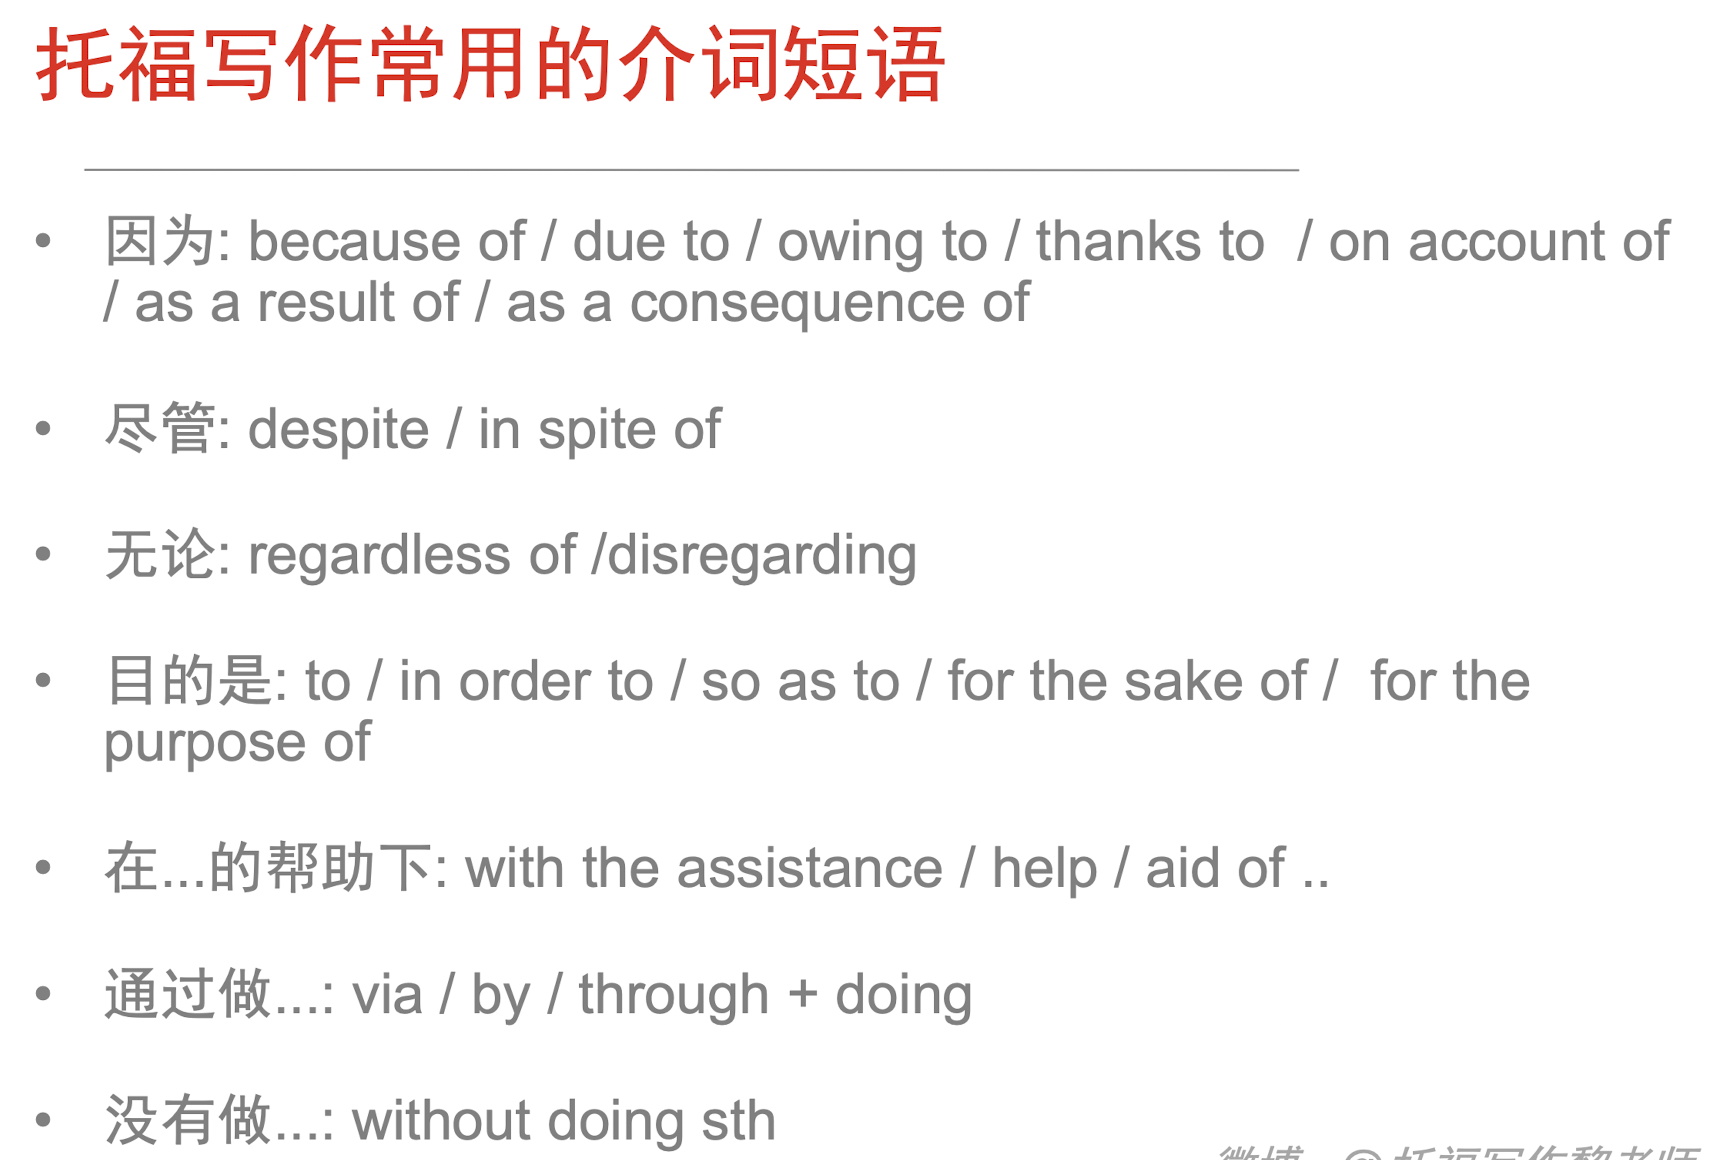 托福写作常用的介词短语
• 因为: because of / due to / owing to / thanks to  / on account of
/ as a result of / as a consequence of
• 尽管: despite / in spite of
• 无论: regardless of /disregarding
• 目的是: to / in order to / so as to / for the sake of /  for the
purpose of
• 在...的帮助下: with the assistance / help / aid of ..
• 通过做...: via / by / through + doing
• 没有做...: without doing sth
微博 @托福写作黎老师